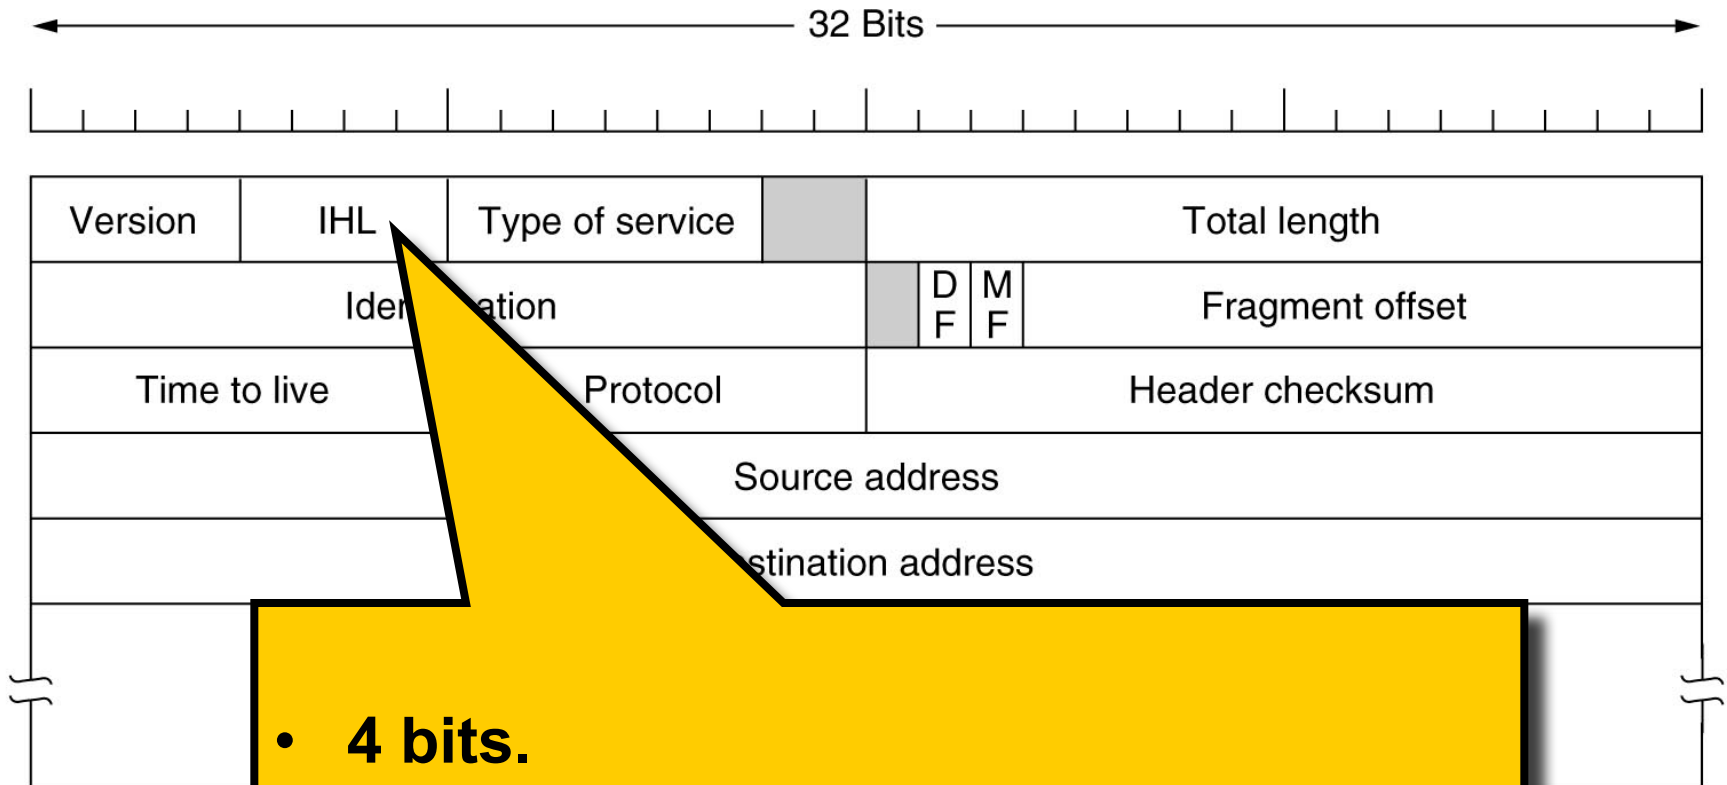 32 Bits
Version IHL Type of service Total length
Iden ation D F M F Fragment offset
Time to live Protocol Header checksum
Source address
stination address
• 4 bits.